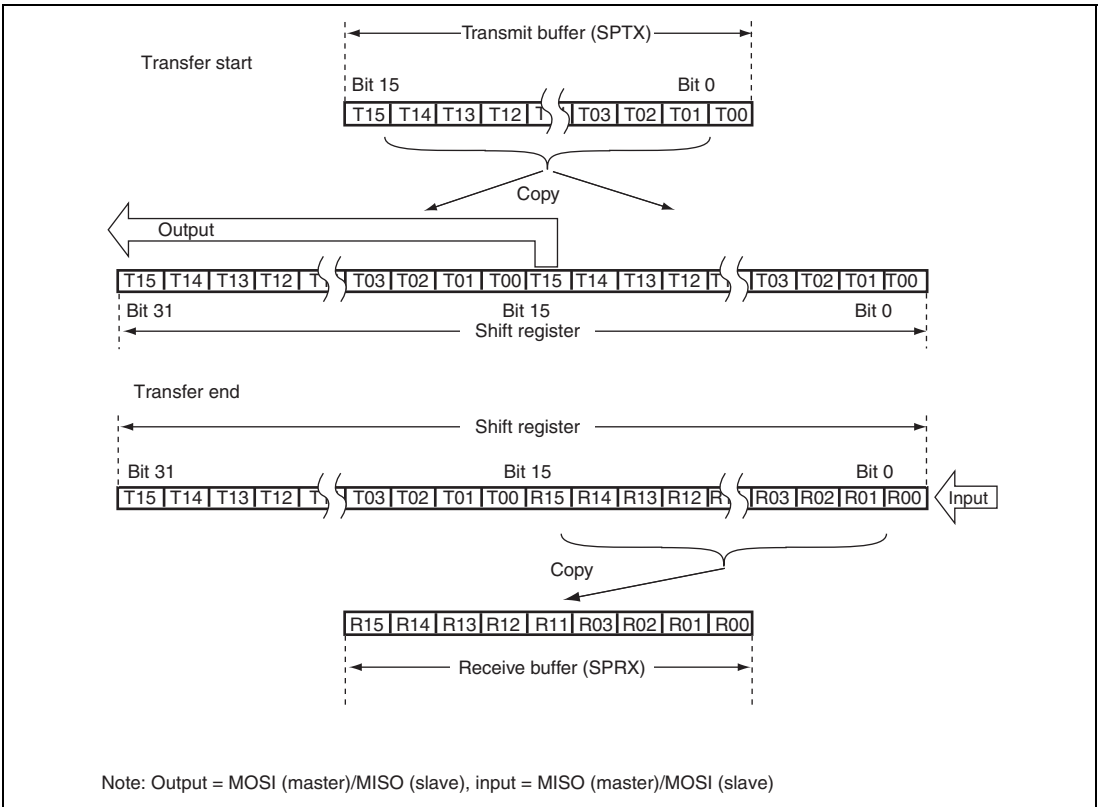 Transmit buffer (SPTX)
Transfer start
Bit 15 Bit 0
T15 T14 T13 T12 T03 T02 T01 T00
Copy
Output
T15 T14 T13 T12 T03 T02 T01 T00 T15 T14 T13 T12 T03 T02 T01 T00
Bit 31 Bit 15 Bit 0
Shift register
Transfer end
Shift register
Bit 31 Bit 15 Bit 0
T15 T14 T13 T12 T03 T02 T01 T00 R15 R14 R13 R12 R03 R02 R01 R00 Input
Copy
R15 R14 R13 R12 R11 R03 R02 R01 R00
Receive buffer (SPRX)
Note: Output = MOSI (master)/MISO (slave), input = MISO (master)/MOSI (slave)